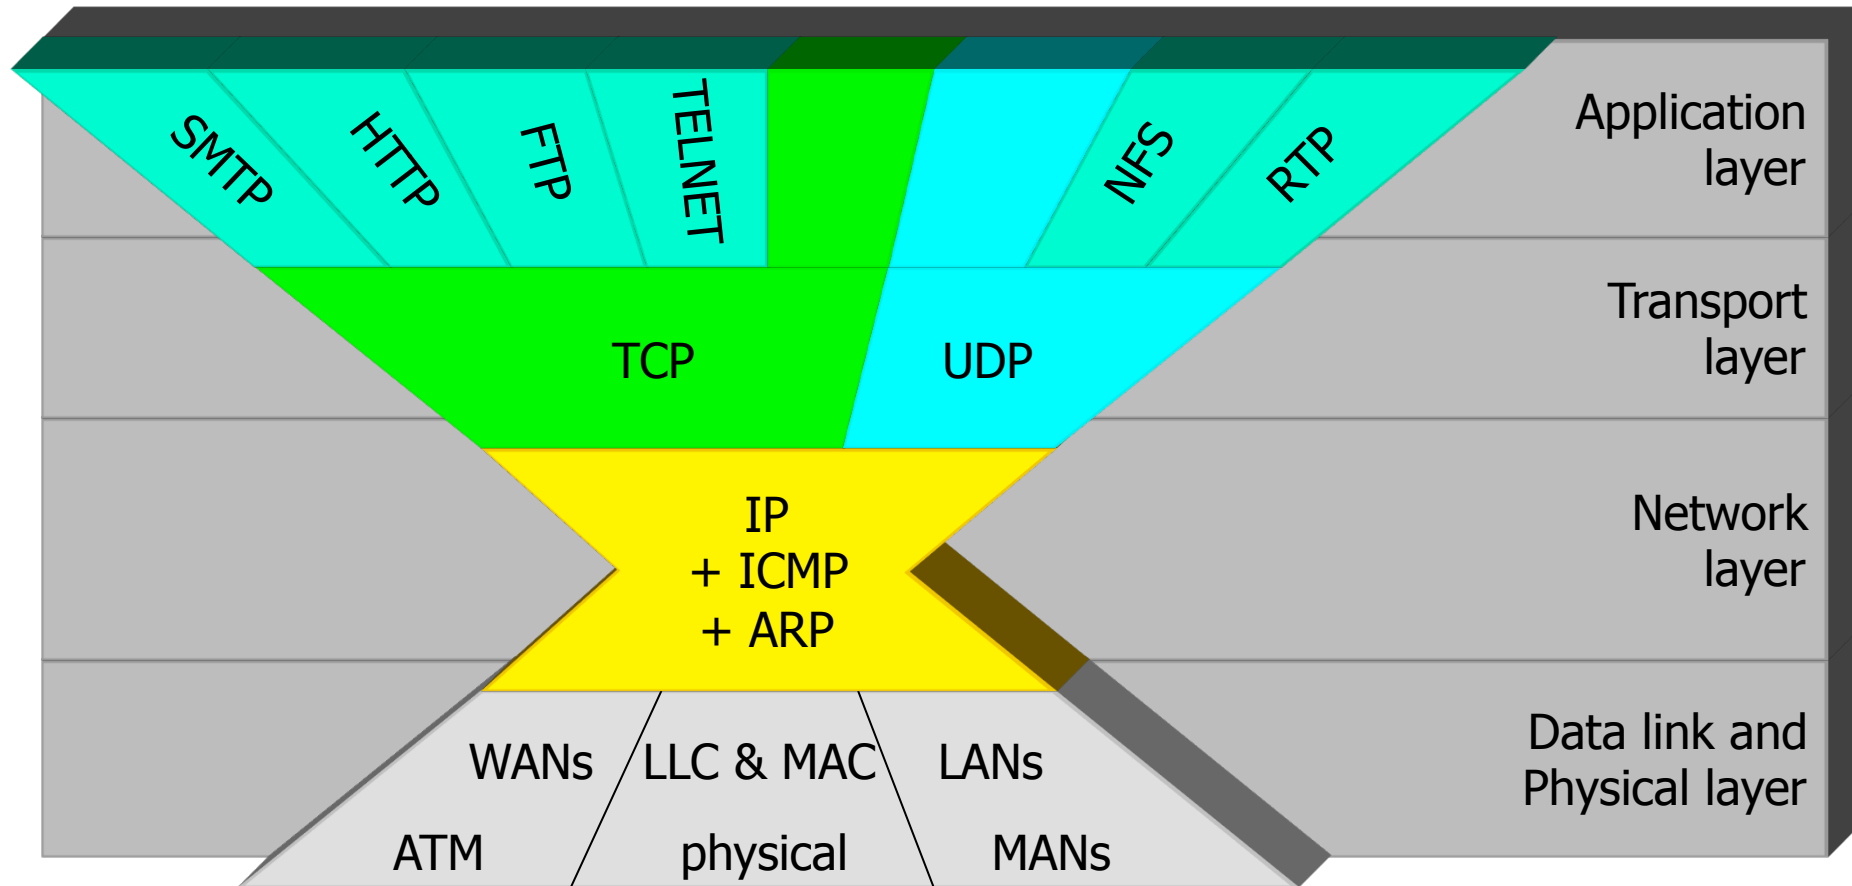 SMTP
HTTP
FTP
TELNET
NFS
RTP
Application
layer
TCP
UDP
Transport
layer
IP
+ ICMP
+ ARP
Network
layer
WANs
LLC & MAC
LANs
ATM
physical
MANs
Data link and
Physical layer